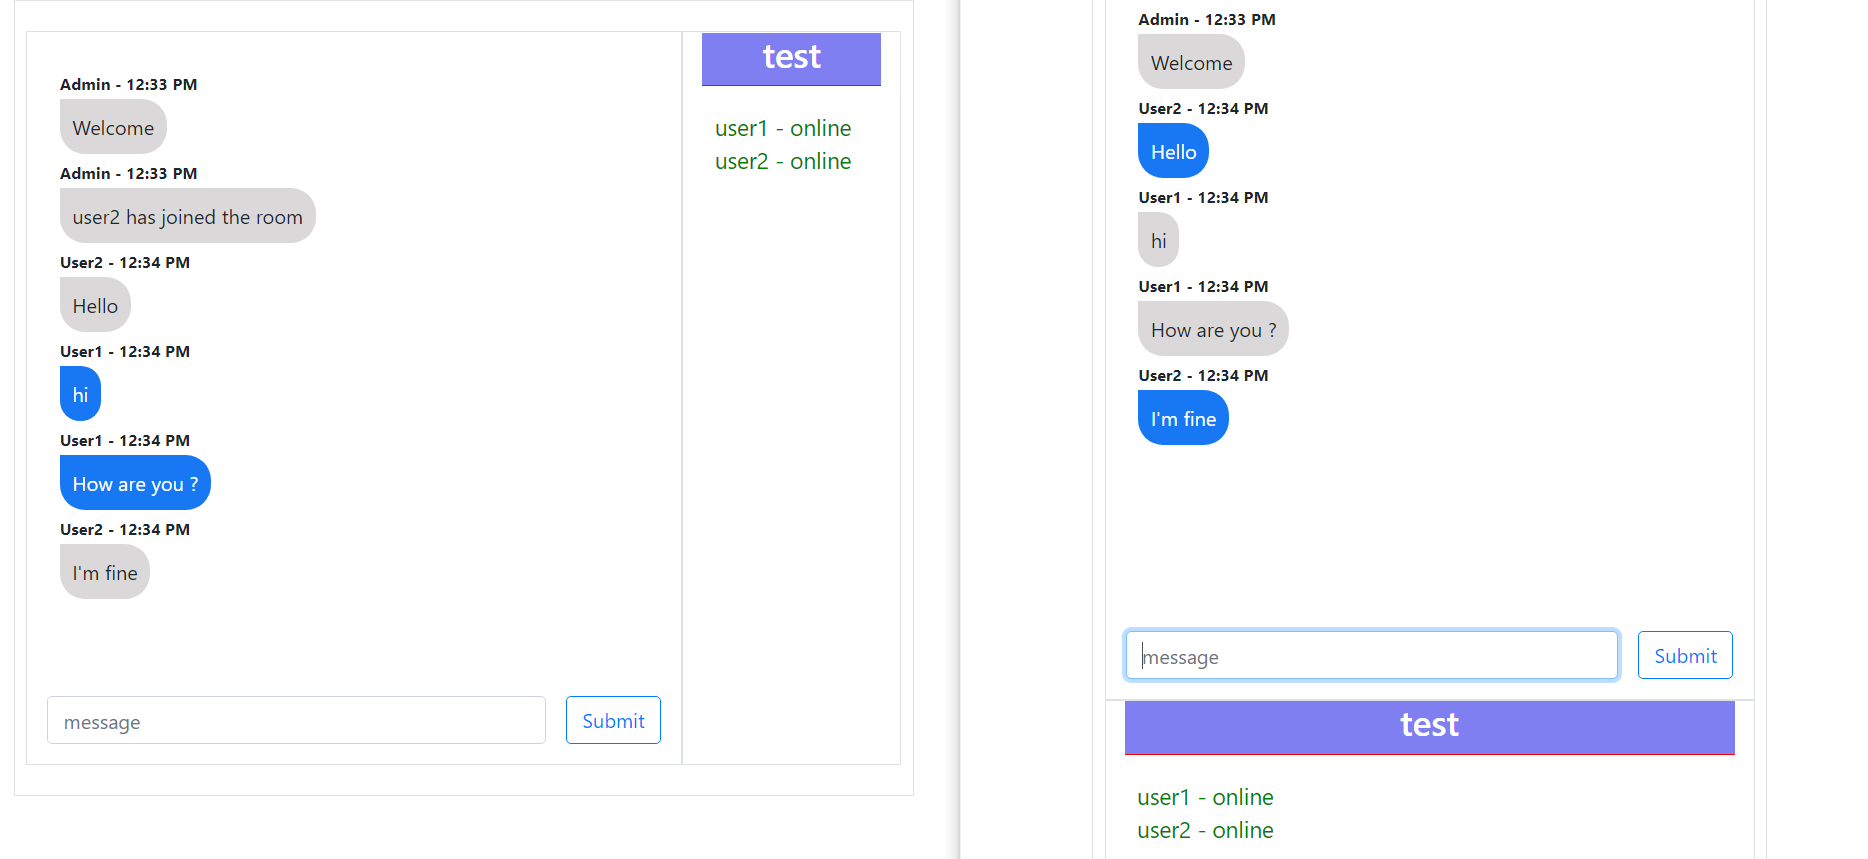 Admin - 12:33 PM
Welcome
Admin - 12:33 PM
user2 has joined the room
User2 - 12:34 PM
Hello
User1 - 12:34 PM
hi
User1 - 12:34 PM
How are you ?
User2 - 12:34 PM
I'm fine
message
Submit
test
user1 - online
user2 - online
Admin - 12:33 PM
Welcome
User2 - 12:34 PM
Hello
User1 - 12:34 PM
hi
User1 - 12:34 PM
How are you ?
User2 - 12:34 PM
I'm fine
message
Submit
test
user1 - online
user2 - online